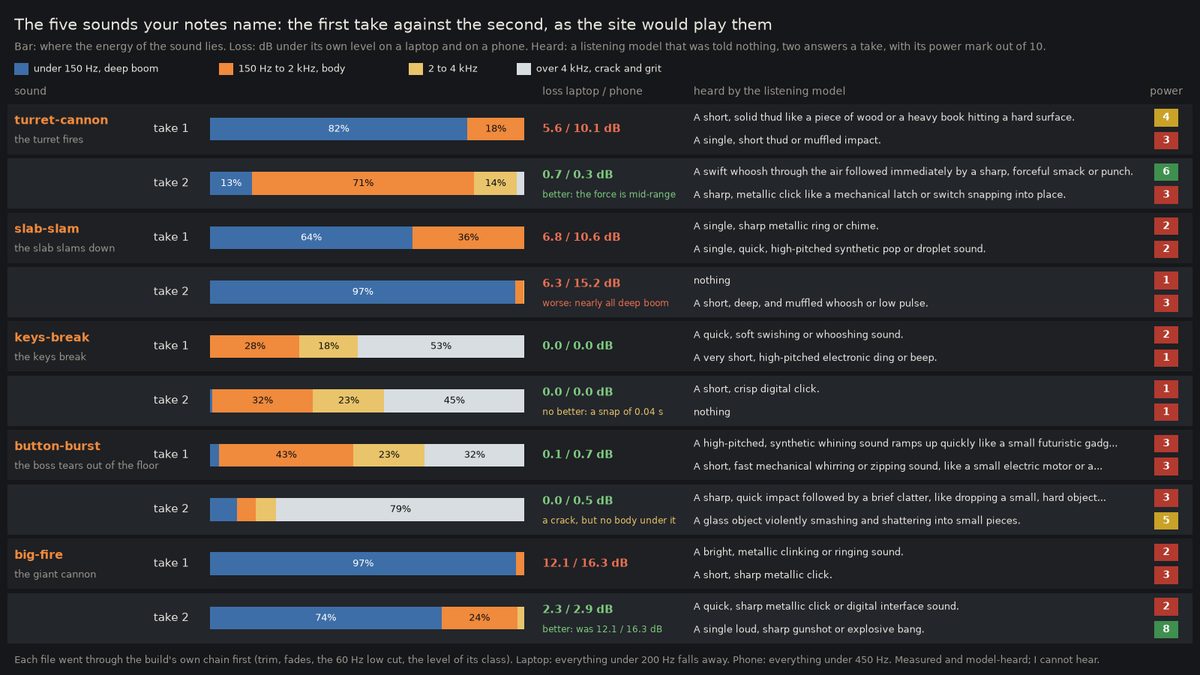 The five sounds your notes name: the first take against the second, as the site would play them
Bar: where the energy of the sound lies. Loss: dB under its own level on a laptop and on a phone. Heard: a listening model that was told nothing, two answers a take, with its power mark out of 10.
under 150 Hz, deep boom 150 Hz to 2 kHz, body 2 to 4 kHz over 4 kHz, crack and grit
sound loss laptop / phone heard by the listening model power
turret-cannon
the turret fires
take 1 82% 18% 5.6 / 10.1 dB
A short, solid thud like a piece of wood or a heavy book hitting a hard surface. 4
A single, short thud or muffled impact. 3
take 2 13% 71% 14% 0.7 / 0.3 dB
better: the force is mid-range
A swift whoosh through the air followed immediately by a sharp, forceful smack or punch. 6
A sharp, metallic click like a mechanical latch or switch snapping into place. 3
slab-slam
the slab slams down
take 1 64% 36% 6.8 / 10.6 dB
A single, sharp metallic ring or chime. 2
A single, quick, high-pitched synthetic pop or droplet sound. 2
take 2 97% 6.3 / 15.2 dB
worse: nearly all deep boom
nothing 1
A short, deep, and muffled whoosh or low pulse. 3
keys-break
the keys break
take 1 28% 18% 53% 0.0 / 0.0 dB
A quick, soft swishing or whooshing sound. 2
A very short, high-pitched electronic ding or beep. 1
take 2 32% 23% 45% 0.0 / 0.0 dB
no better: a snap of 0.04 s
A short, crisp digital click. 1
nothing 1
button-burst
the boss tears out of the floor
take 1 43% 23% 32% 0.1 / 0.7 dB
A high-pitched, synthetic whining sound ramps up quickly like a small futuristic gadg... 3
A short, fast mechanical whirring or zipping sound, like a small electric motor or a... 3
take 2 79% 0.0 / 0.5 dB
a crack, but no body under it
A sharp, quick impact followed by a brief clatter, like dropping a small, hard object... 3
A glass object violently smashing and shattering into small pieces. 5
big-fire
the giant cannon
take 1 97% 12.1 / 16.3 dB
A bright, metallic clinking or ringing sound. 2
A short, sharp metallic click. 3
take 2 74% 24% 2.3 / 2.9 dB
better: was 12.1 / 16.3 dB
A quick, sharp metallic click or digital interface sound. 2
A single loud, sharp gunshot or explosive bang. 8
Each file went through the build's own chain first (trim, fades, the 60 Hz low cut, the level of its class). Laptop: everything under 200 Hz falls away. Phone: everything under 450 Hz. Measured and model-heard; I cannot hear.